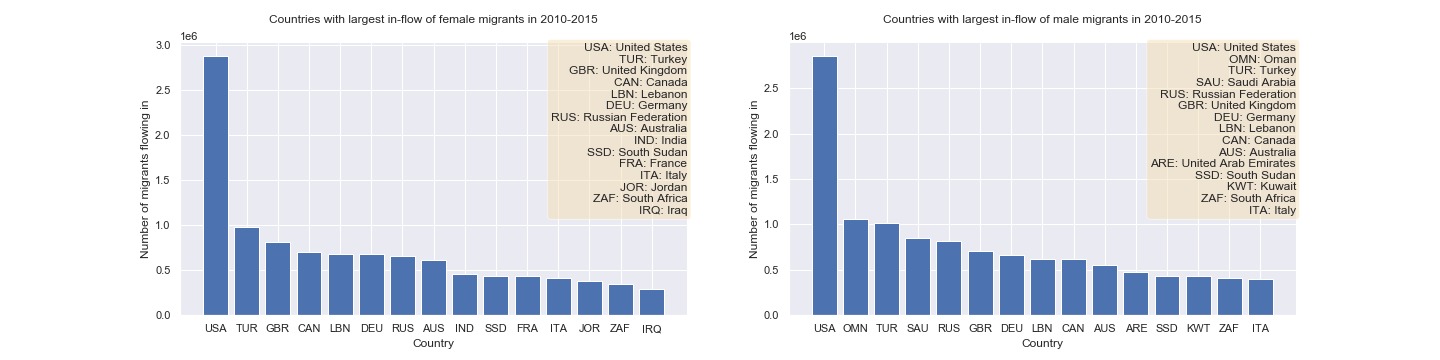 Countries with largest in-flow of female migrants in 2010-2015
1e6
3.0
2.5
2.0
1.5
1.0
0.5
0.0
Number of migrants flowing in
USA: United States
TUR: Turkey
GBR: United Kingdom
CAN: Canada
LBN: Lebanon
DEU: Germany
RUS: Russian Federation
AUS: Australia
IND: India
SSD: South Sudan
FRA: France
ITA: Italy
JOR: Jordan
ZAF: South Africa
IRQ: Iraq
USA TUR GBR CAN LBN DEU RUS AUS IND SSD FRA ITA JOR ZAF IRQ
Country
Countries with largest in-flow of male migrants in 2010-2015
1e6
2.5
2.0
1.5
1.0
0.5
0.0
Number of migrants flowing in
USA: United States
OMN: Oman
TUR: Turkey
SAU: Saudi Arabia
RUS: Russian Federation
GBR: United Kingdom
DEU: Germany
LBN: Lebanon
CAN: Canada
AUS: Australia
ARE: United Arab Emirates
SSD: South Sudan
KWT: Kuwait
ZAF: South Africa
ITA: Italy
USA OMN TUR SAU RUS GBR DEU LBN CAN AUS ARE SSD KWT ZAF ITA
Country